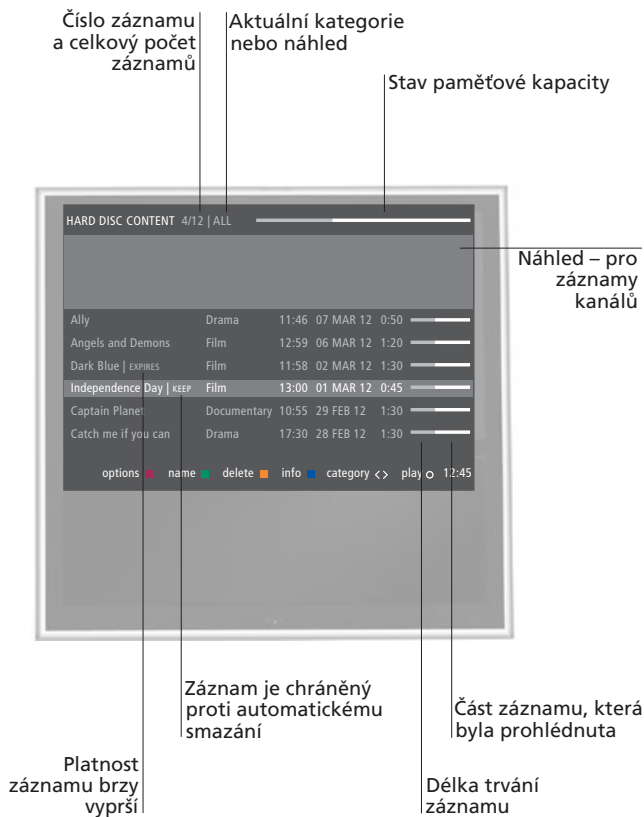 Číslo záznamu
a celkový počet
záznamů
Aktuální kategorie
nebo náhled
Stav paměťové kapacity
HARD DISC CONTENT 4/12 | ALL
Náhled – pro
záznamy
kanálů
Ally Drama 11:46 07 MAR 12 0:50
Angels and Demons Film 12:59 06 MAR 12 1:20
Dark Blue | EXPIRES Film 11:58 02 MAR 12 1:30
Independence Day | KEEP Film 13:00 01 MAR 12 0:45
Captain Planet Documentary 10:55 29 FEB 12 1:30
Catch me if you can Drama 17:30 28 FEB 12 1:30
options name delete info category <> play 12:45
Záznam je chráněný
proti automatickému
smazání
Část záznamu, která
byla prohlédnuta
Platnost
záznamu brzy
vyprší
Délka trvání
záznamu